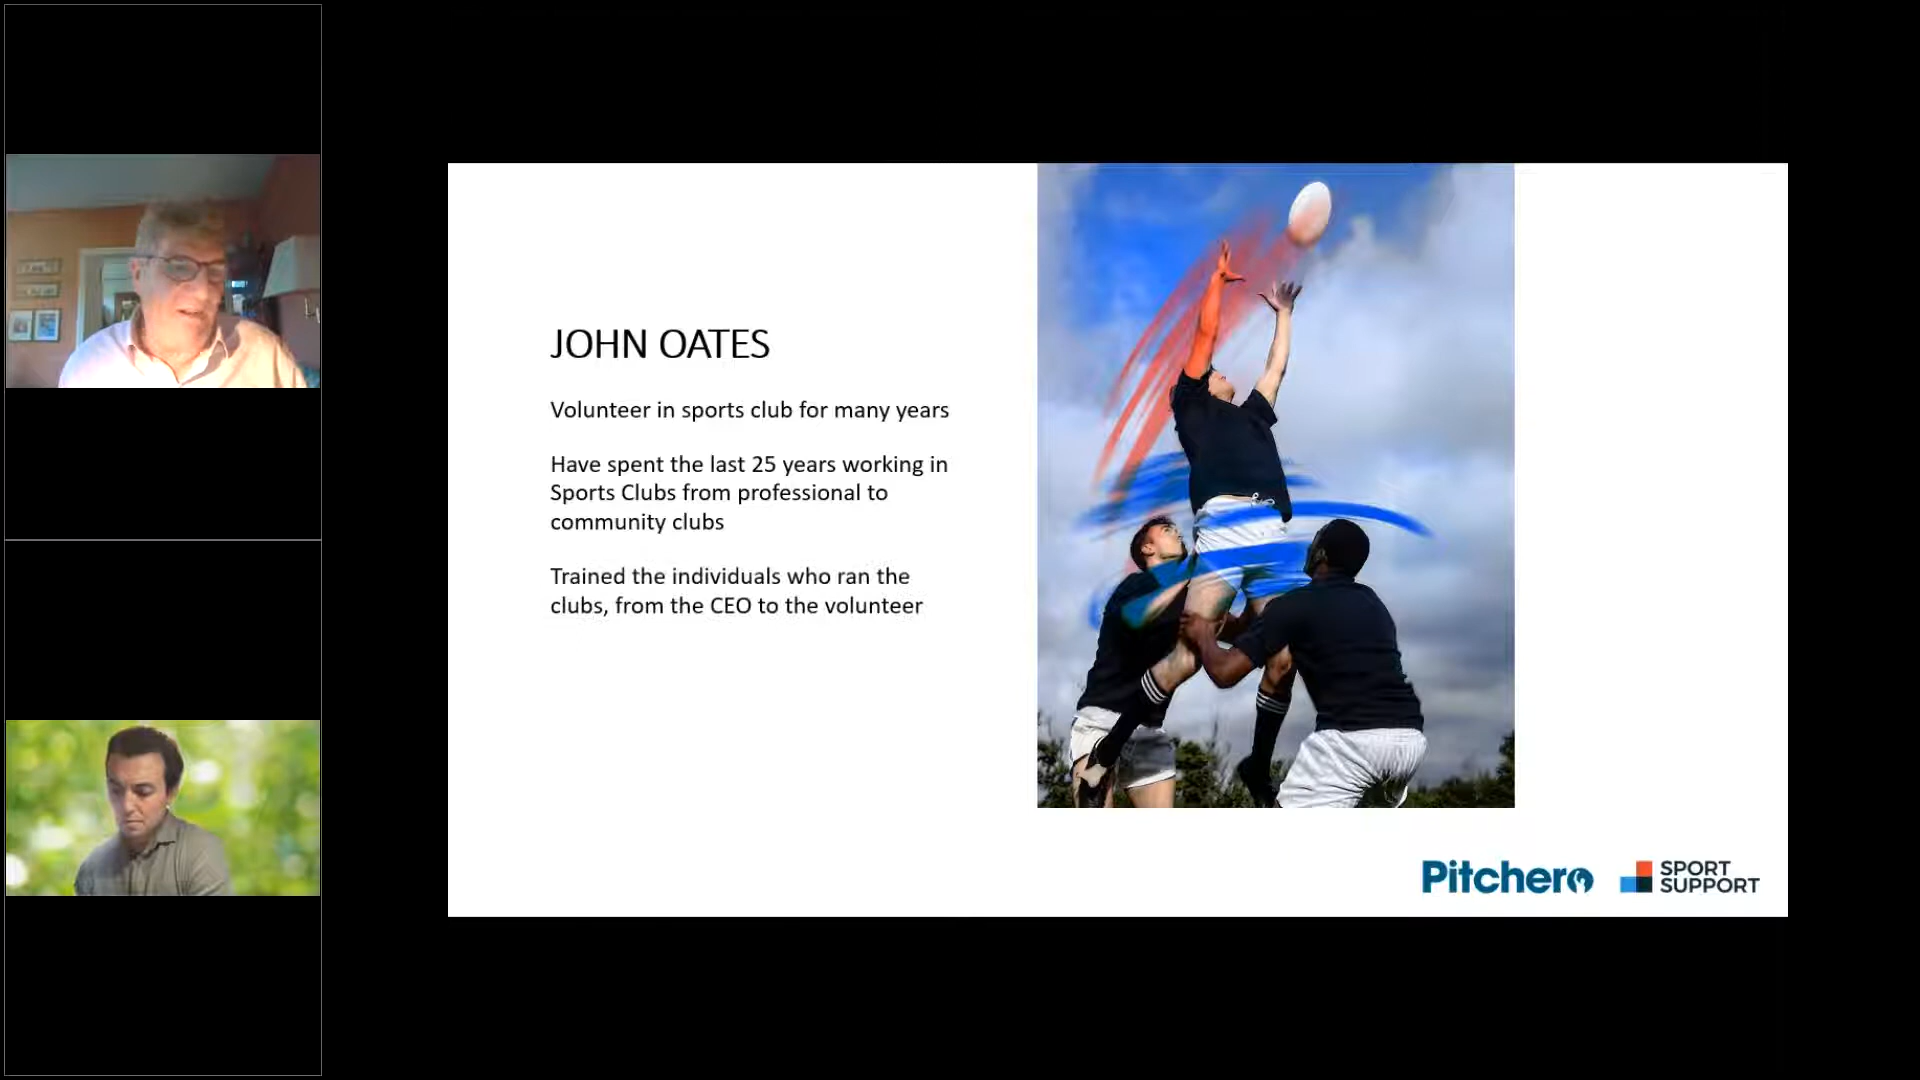 JOHN OATES
Volunteer in sports club for many years
Have spent the last 25 years working in
Sports Clubs from professional to
community clubs
Trained the individuals who ran the
clubs, from the CEO to the volunteer
Pitchero
SPORT
SUPPORT